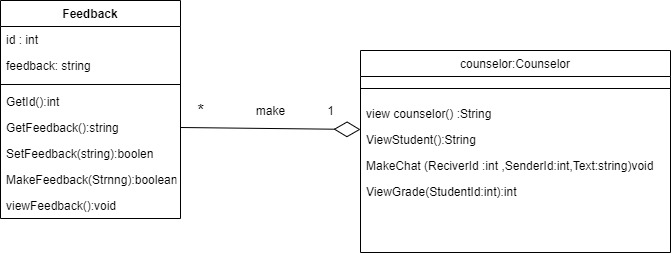 Feedback
id : int
feedback: string
GetId():int
GetFeedback():string
SetFeedback(string):boolen
MakeFeedback(Strnng):boolean
viewFeedback():void
* make 1
counselor:Counselor
view counselor() :String
ViewStudent():String
MakeChat (ReciverId :int ,SenderId:int,Text:string)void
ViewGrade(StudentId:int):int